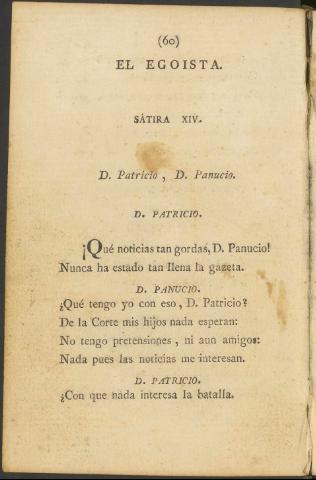 (60)
EL EGOISTA.
SÁTIRA XIV.
D. Patricio, D. Panucio.
D. PATRICIO.
¡Qué noticias tan gordas, D. Panucio!
Nunca ha estado tan llena la gazeta.
D. PANUCIO.
¿Qué tengo yo con eso, D. Patricio?
De la Corte mis hijos nada esperan:
No tengo pretensiones, ni aun amigos:
Nada pues las noticias me interesan.
D. PATRICIO.
¿Con que nada interesa la batalla.